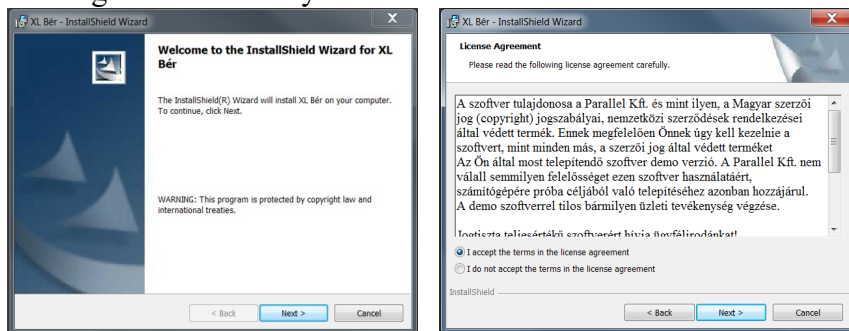 XL Bér - InstallShield Wizard
Welcome to the InstallShield Wizard for XL
Bér
The InstallShield(R) Wizard will install XL Bér on your computer.
To continue, click Next.
WARNING: This program is protected by copyright law and
international treaties.
< Back
Next >
Cancel
XL Bér - InstallShield Wizard
License Agreement
Please read the following license agreement carefully.
A szoftver tulajdonosa a Parallel Kft. és mint ilyen, a Magyar szerzői
jog (copyright) jogszabályai, nemzetközi szerződések rendelkezései
által védett termék. Ennek megfelelően Önnek úgy kell kezelnie a
szoftvert, mint minden más, a szerzői jog által védett terméket
Az Ön által most telepítendő szoftver demo verzió. A Parallel Kft. nem
válall semmilyen felelősséget ezen szoftver használatáért,
számítógépére próba céljából való telepítéséhez azonban hozzájárul.
A demo szoftverrel tilos bármilyen üzleti tevékenység végzése.
Jogtiszta teljesértékű szoftverért hívja ügyfélirodánkat!
I accept the terms in the license agreement
I do not accept the terms in the license agreement
InstallShield
< Back
Next >
Cancel